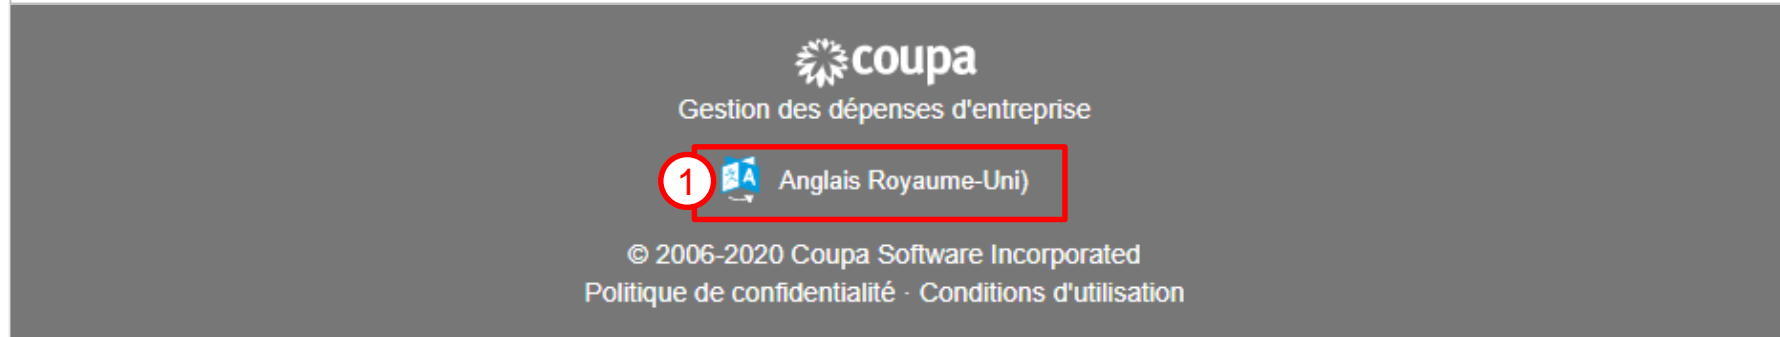 coupa
Gestion des dépenses d'entreprise
1 Anglais Royaume-Uni)
© 2006-2020 Coupa Software Incorporated
Politique de confidentialité · Conditions d'utilisation